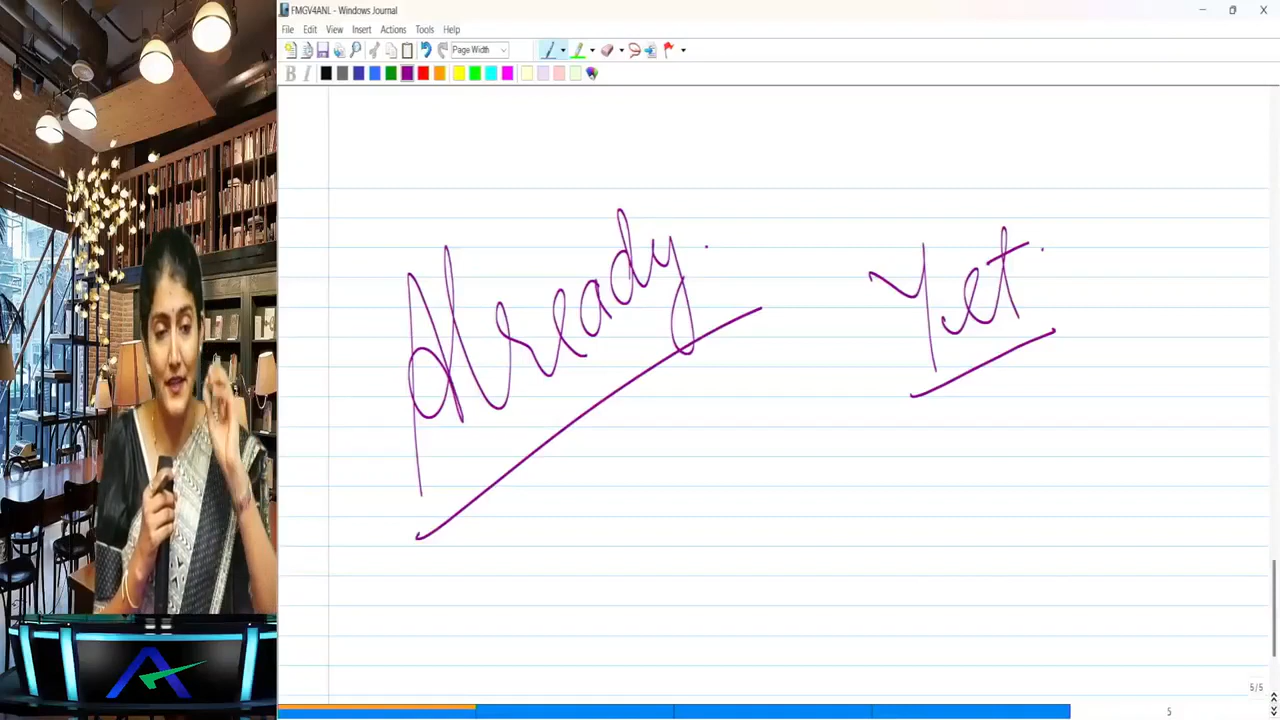 FMGV4ANL - Windows Journal
File Edit View Insert Actions Tools Help
Page Width
B I
Already. Yet.
5/5
5